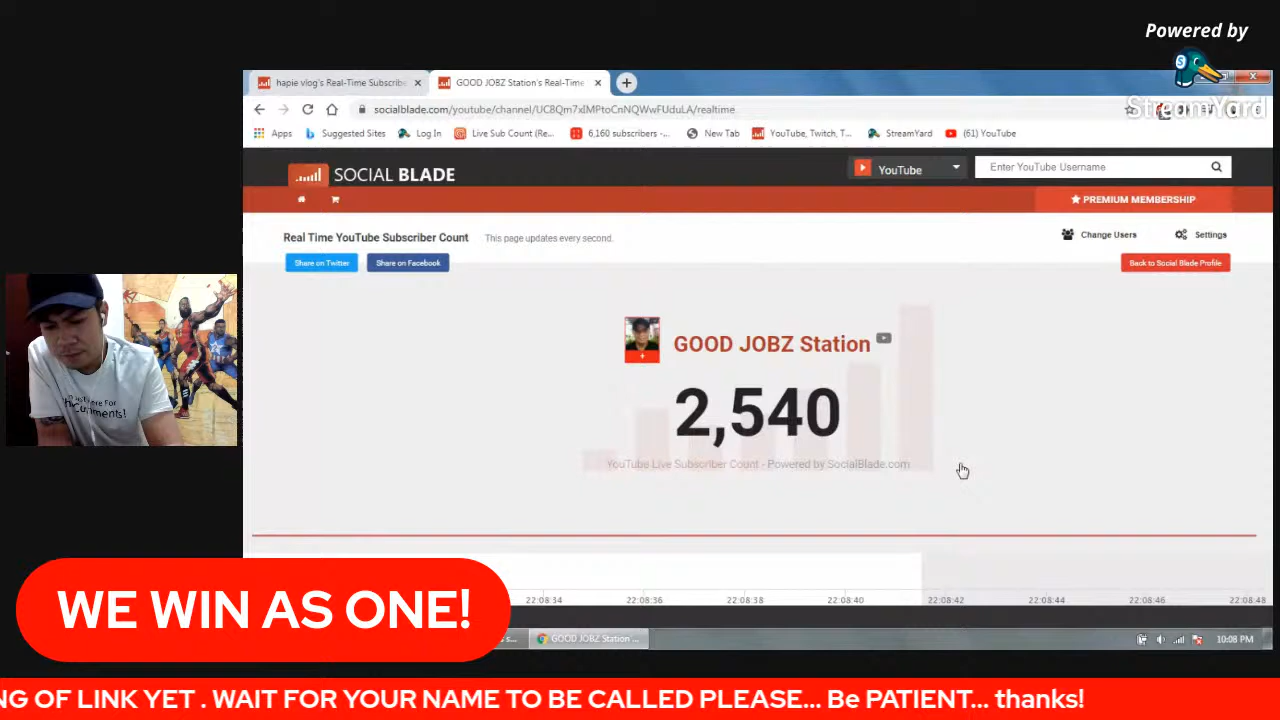 Powered by
StreamYard
hapie vlog's Real-Time Subscribe
GOOD JOBZ Station's Real-Time
socialblade.com/youtube/channel/UC8Qm7xIMPtoCnNQWwFUduLA/realtime
Apps
Suggested Sites
Log In
Live Sub Count (Re...
6,160 subscribers -...
New Tab
YouTube, Twitch, T...
StreamYard
(61) YouTube
SOCIAL BLADE
YouTube
Enter YouTube Username
PREMIUM MEMBERSHIP
Real Time YouTube Subscriber Count
This page updates every second.
Change Users
Settings
Share on Twitter
Share on Facebook
Back to Social Blade Profile
GOOD JOBZ Station
2,540
YouTube Live Subscriber Count - Powered by SocialBlade.com
Comments!
22:08:34
22:08:36
22:08:38
22:08:40
22:08:42
22:08:44
22:08:46
22:08:48
WE WIN AS ONE!
GOOD JOBZ Station ...
10:08 PM
NG OF LINK YET . WAIT FOR YOUR NAME TO BE CALLED PLEASE... Be PATIENT... thanks!